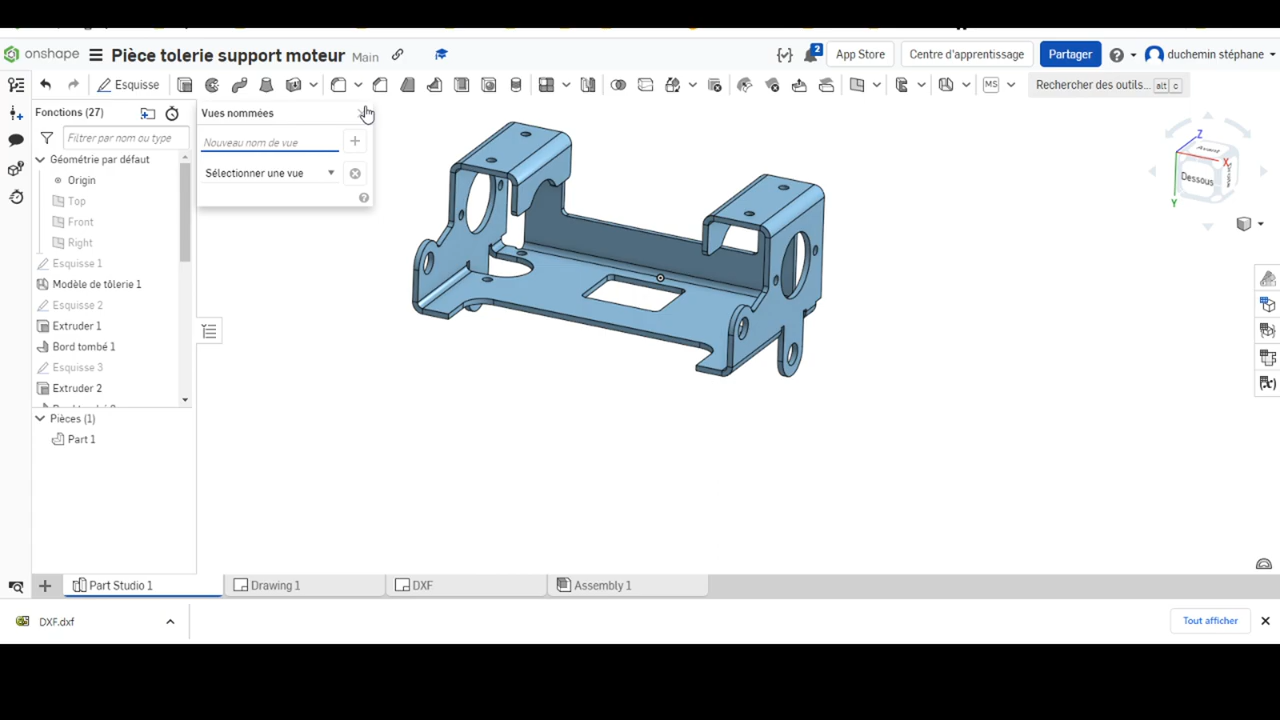 onshape
Pièce tolerie support moteur Main
2
App Store
Centre d'apprentissage
Partager
duchemin stéphane
Esquisse
M5
Rechercher des outils... alt c
Fonctions (27)
Filtrer par nom ou type
Géométrie par défaut
Origin
Top
Front
Right
Esquisse 1
Modèle de tôlerie 1
Esquisse 2
Extruder 1
Bord tombé 1
Esquisse 3
Extruder 2
Pièces (1)
Part 1
Vues nommées
Nouveau nom de vue
Sélectionner une vue
Z
Avant
X
Dessous
Y
Part Studio 1
Drawing 1
DXF
Assembly 1
DXF.dxf
Tout afficher